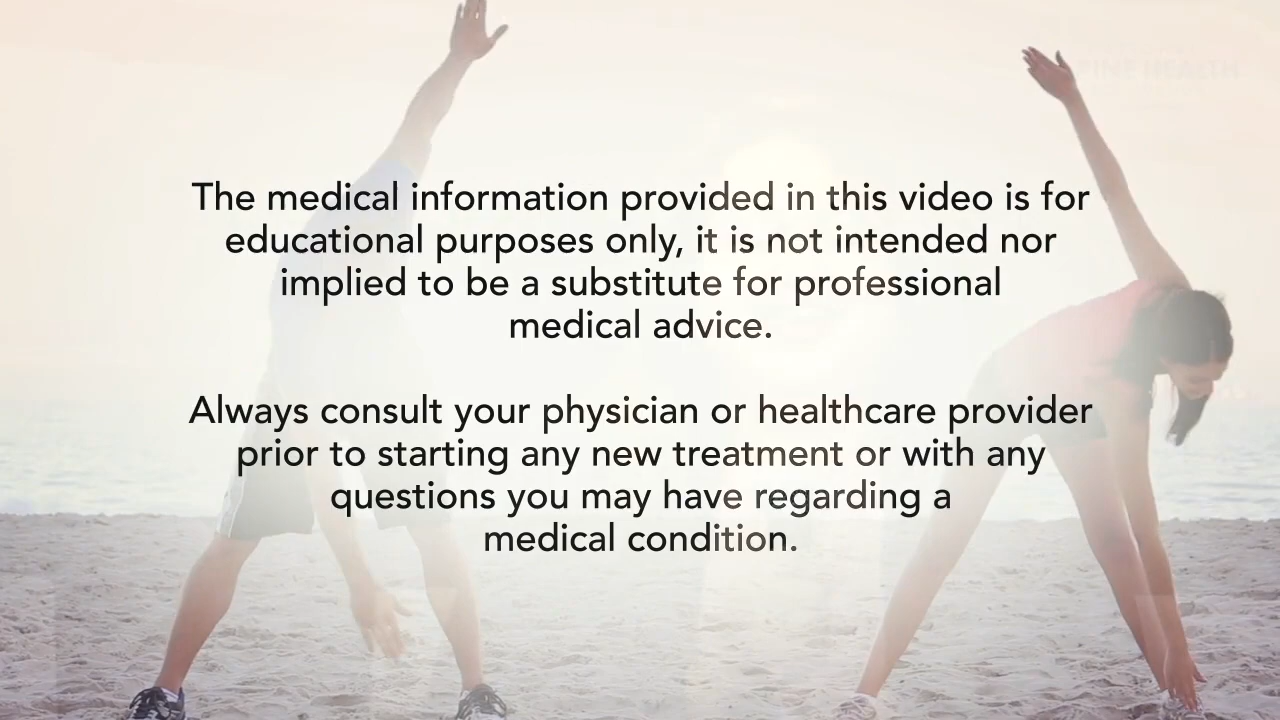 The medical information provided in this video is for
educational purposes only, it is not intended nor
implied to be a substitute for professional
medical advice.
Always consult your physician or healthcare provider
prior to starting any new treatment or with any
questions you may have regarding a
medical condition.
HEALTH